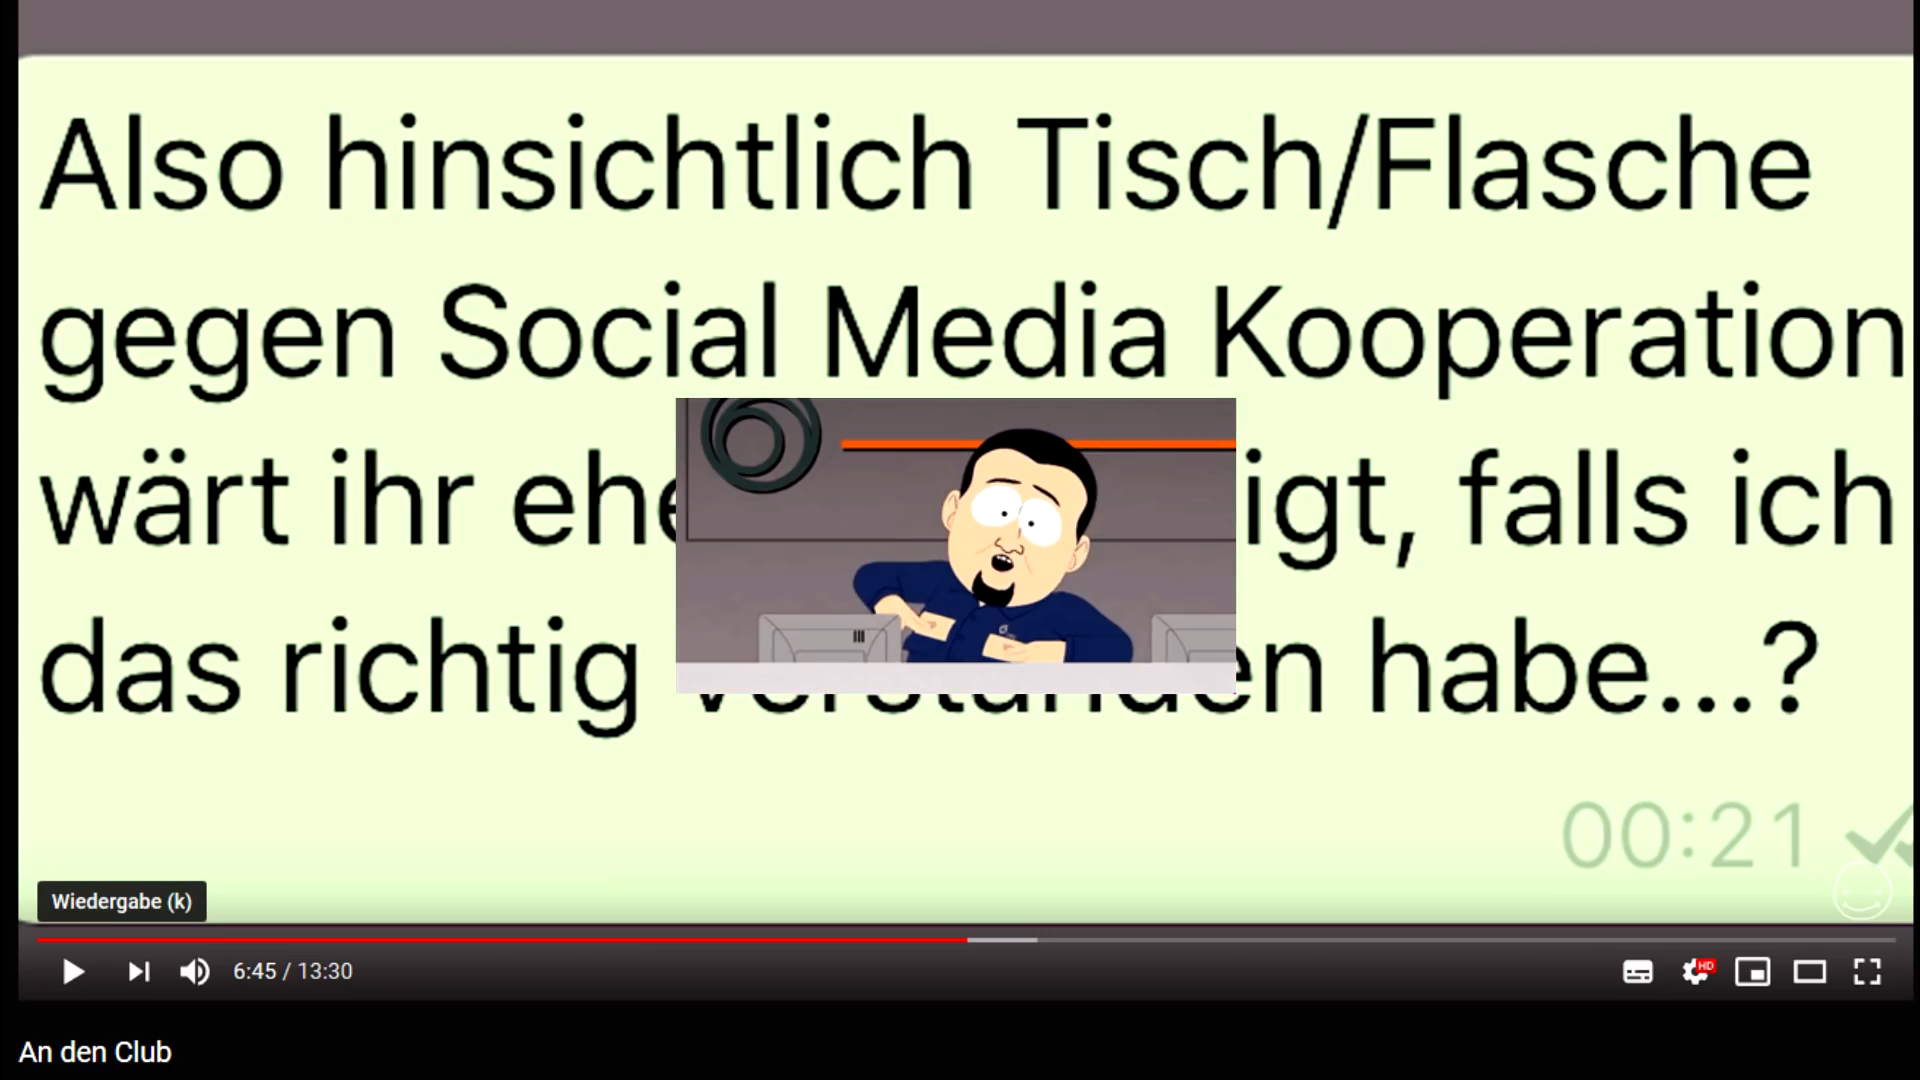 Also hinsichtlich Tisch/Flasche
gegen Social Media Kooperation
wärt ihr igt, falls ich
das richtig habe...?
00:21
Wiedergabe (k)
6:45 / 13:30
HD
An den Club